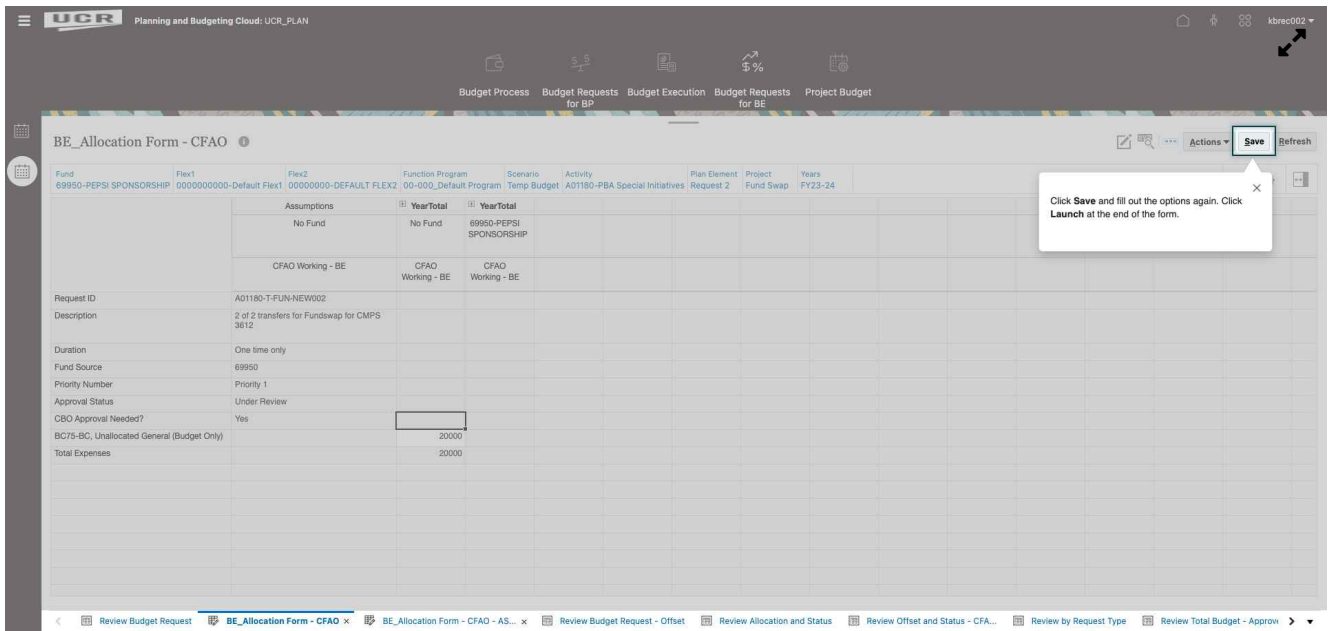 UCR Planning and Budgeting Cloud: UCR_PLAN kbrec002
Budget Process Budget Requests for BP Budget Execution Budget Requests for BE Project Budget
BE_Allocation Form - CFAO
Actions Save Refresh
Fund Flex1 Flex2 Function Program Scenario Activity Plan Element Project Years
69950-PEPSI SPONSORSHIP 0000000000-Default Flex1 00000000-DEFAULT FLEX2 00-000_Default Program Temp Budget A01180-PBA Special Initiatives Request 2 Fund Swap FY23-24
Click Save and fill out the options again. Click
Launch at the end of the form.
Assumptions YearTotal YearTotal
No Fund No Fund 69950-PEPSI
SPONSORSHIP
CFAO Working - BE CFAO Working - BE CFAO Working - BE
Request ID A01180-T-FUN-NEW002
Description 2 of 2 transfers for Fundswap for CMPS
3612
Duration One time only
Fund Source 69950
Priority Number Priority 1
Approval Status Under Review
CBO Approval Needed? Yes
BC75-BC, Unallocated General (Budget Only) 20000
Total Expenses 20000
Review Budget Request BE_Allocation Form - CFAO BE_Allocation Form - CFAO - AS... Review Budget Request - Offset Review Allocation and Status Review Offset and Status - CFA... Review by Request Type Review Total Budget - Approve